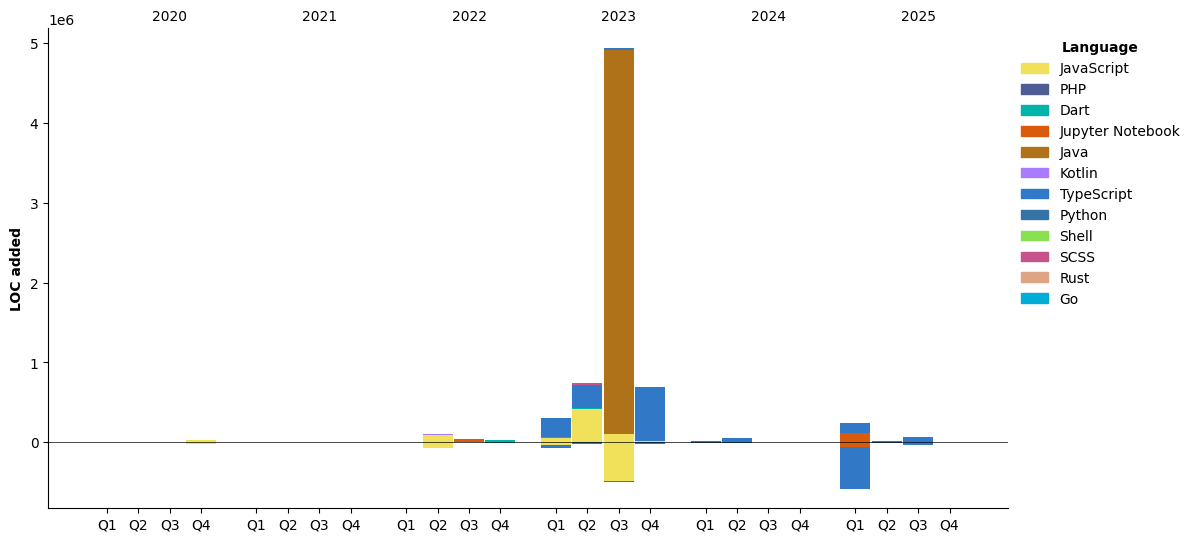 1e6
2020 2021 2022 2023 2024 2025
5
4
3
2
1
0
LOC added
Q1 Q2 Q3 Q4 Q1 Q2 Q3 Q4 Q1 Q2 Q3 Q4 Q1 Q2 Q3 Q4 Q1 Q2 Q3 Q4 Q1 Q2 Q3 Q4
Language
JavaScript
PHP
Dart
Jupyter Notebook
Java
Kotlin
TypeScript
Python
Shell
SCSS
Rust
Go